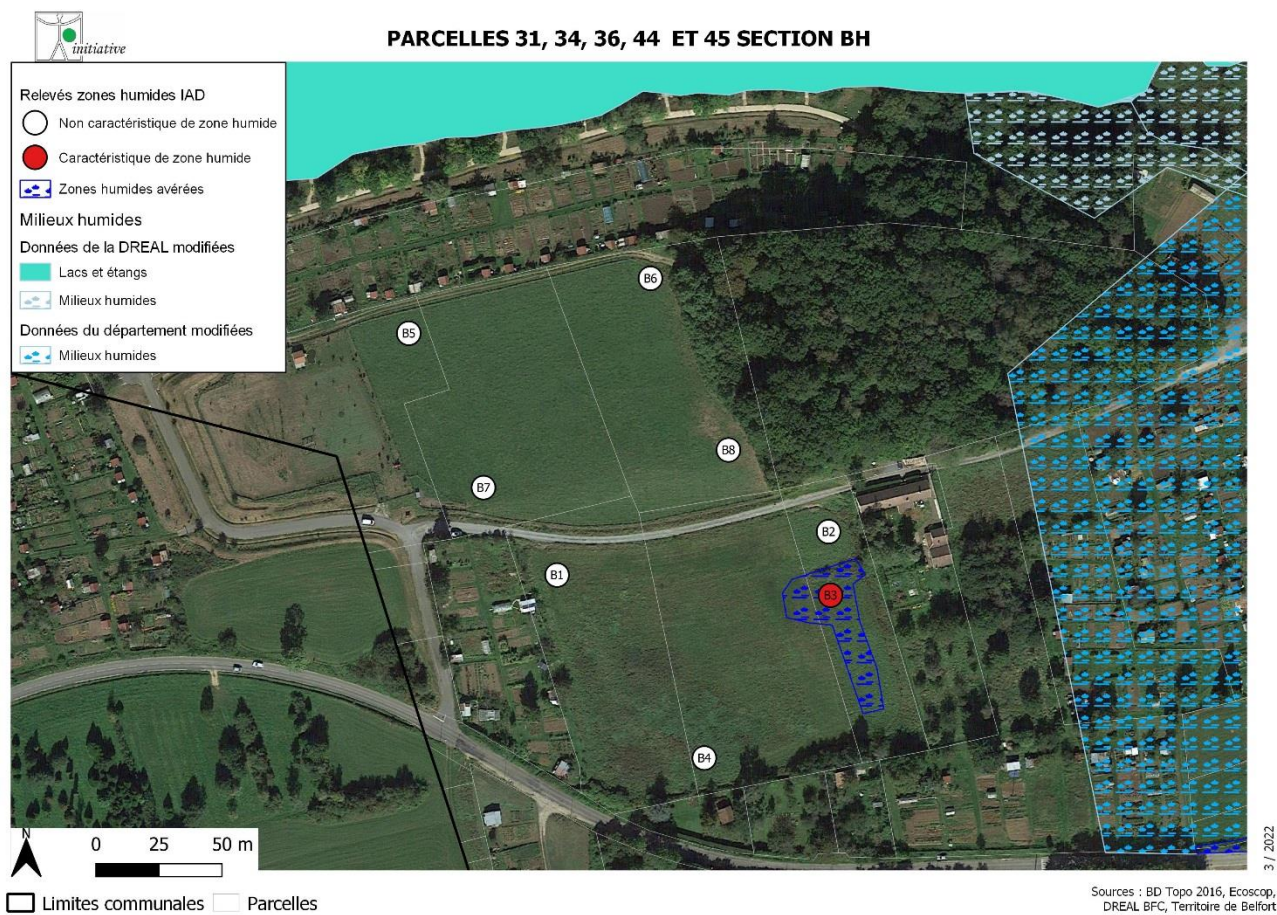 initiative
PARCELLES 31, 34, 36, 44 ET 45 SECTION BH
Relevés zones humides IAD
Non caractéristique de zone humide
Caractéristique de zone humide
Zones humides avérées
Milieux humides
Données de la DREAL modifiées
Lacs et étangs
Milieux humides
Données du département modifiées
Milieux humides
B6
B5
B8
B7
B2
B1
B3
B4
N
0 25 50 m
Limites communales Parcelles
3 / 2022
Sources : BD Topo 2016, Ecoscop,
DREAL BFC, Territoire de Belfort